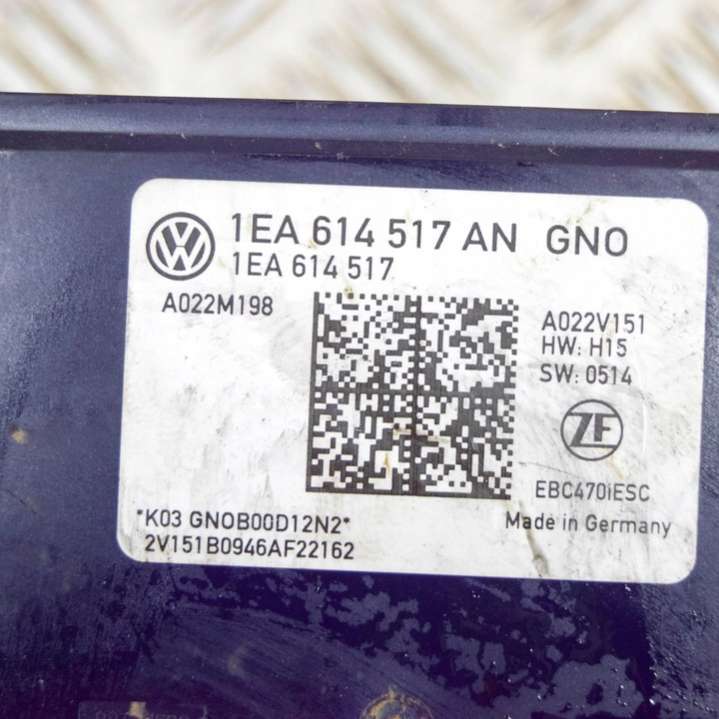 1EA 614 517 AN GNO
1EA 614 517
A022M198
A022V151
HW: H15
SW: 0514
ZF
EBC470iESC
*K03 GNOB00D12N2*
Made in Germany
2V151B0946AF22162